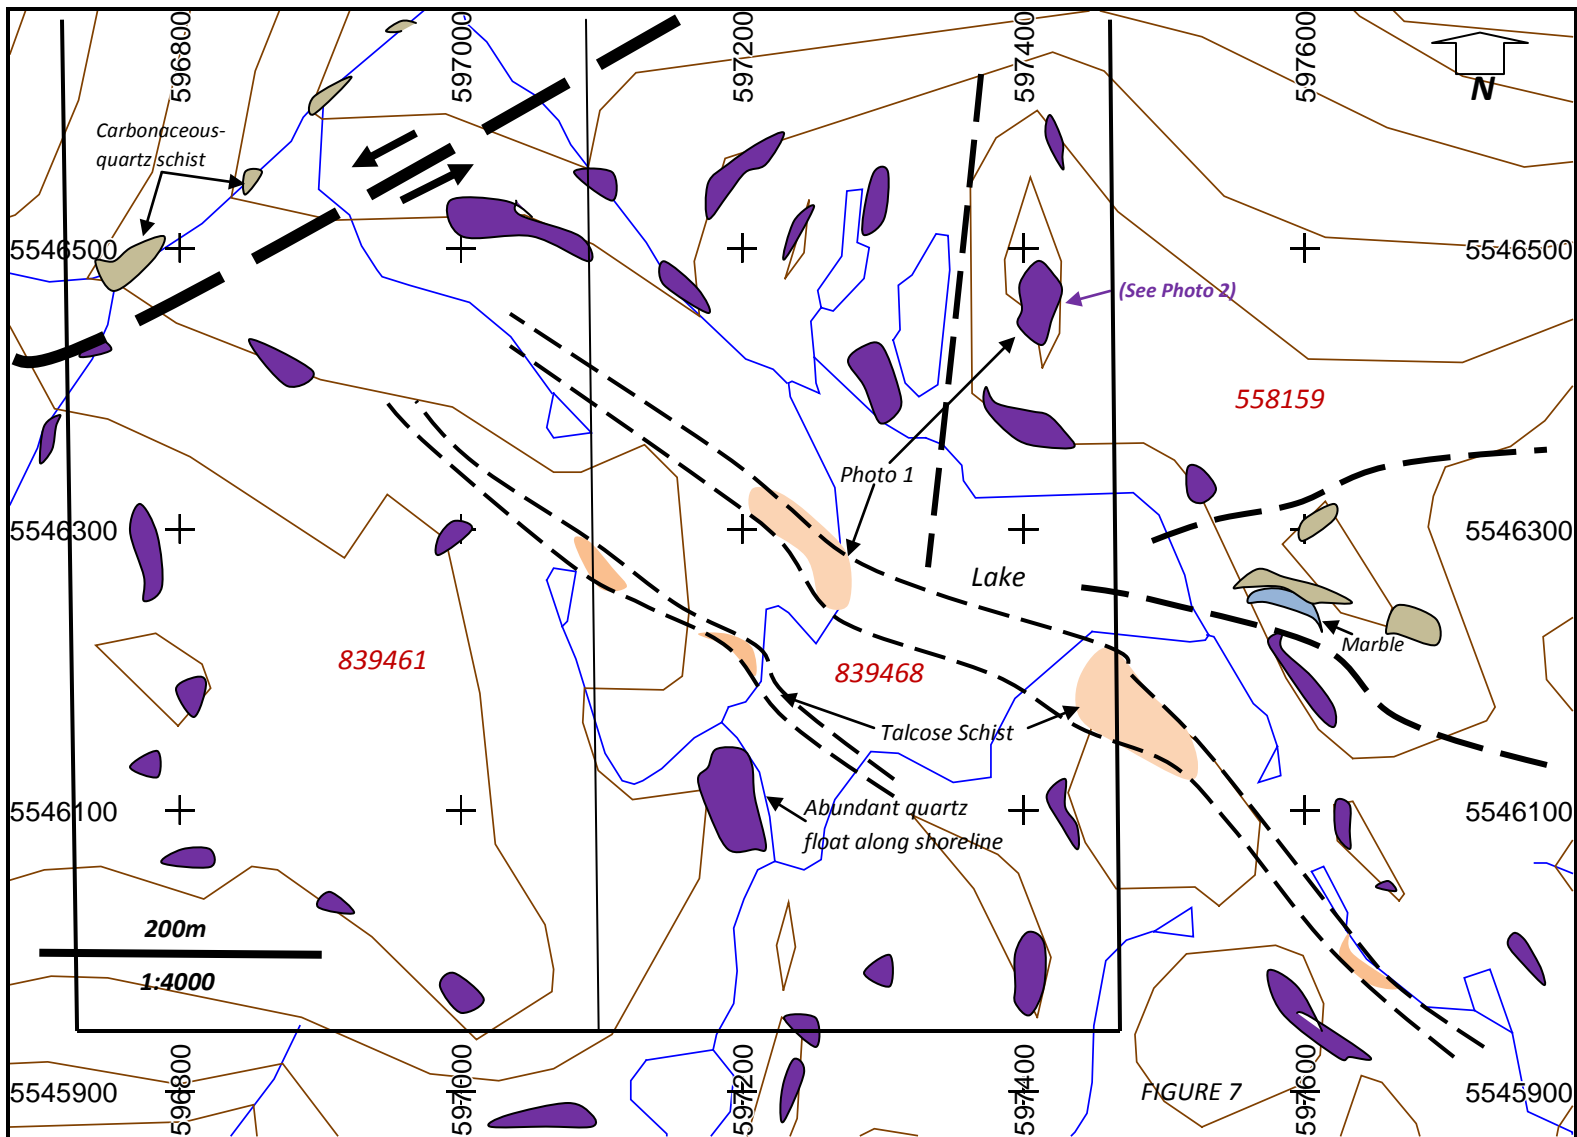 596800
597000
597200
597400
597600
N
Carbonaceous-
quartz schist
5546500
5546500
(See Photo 2)
558159
Photo 1
5546300
5546300
Lake
Marble
839461
839468
Talcose Schist
5546100
5546100
Abundant quartz
float along shoreline
200m
1:4000
5545900
596800
597000
597200
597400
FIGURE 7
597600
5545900